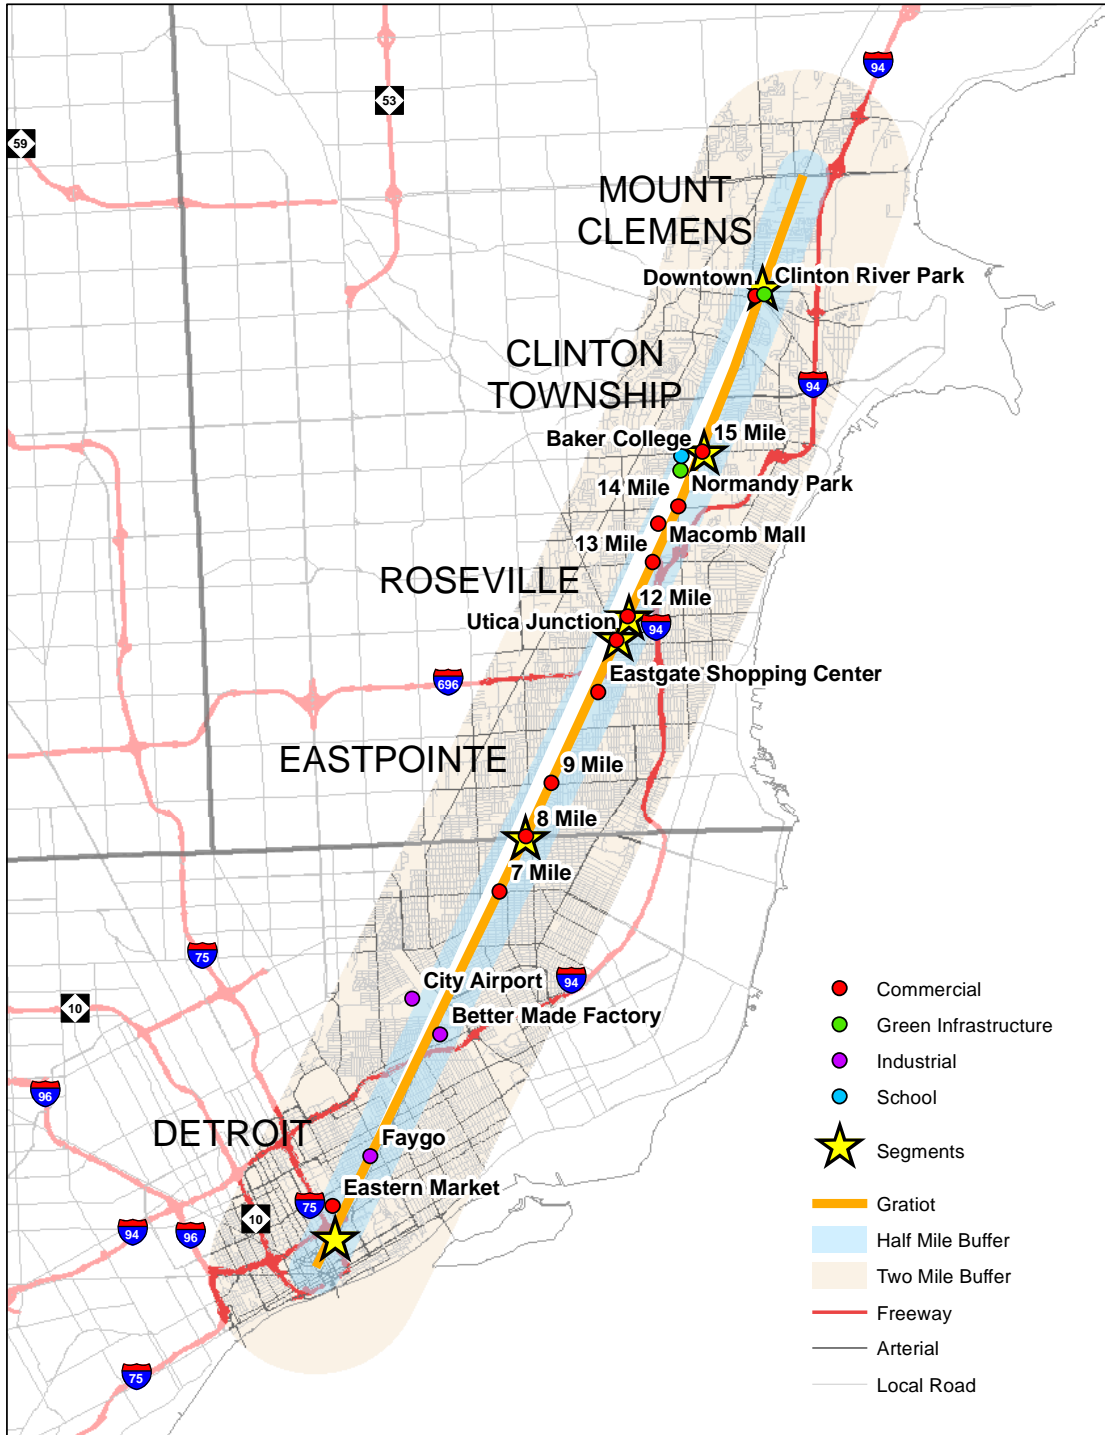 94
53
59
MOUNT
CLEMENS
Downtown
Clinton River Park
CLINTON
TOWNSHIP
94
Baker College
15 Mile
Normandy Park
14 Mile
Macomb Mall
13 Mile
ROSEVILLE
12 Mile
Utica Junction
94
Eastgate Shopping Center
696
EASTPOINTE
9 Mile
8 Mile
7 Mile
75
City Airport
94
10
Better Made Factory
96
DETROIT
Faygo
Eastern Market
75
10
94
96
75
Commercial
Green Infrastructure
Industrial
School
Segments
Gratiot
Half Mile Buffer
Two Mile Buffer
Freeway
Arterial
Local Road